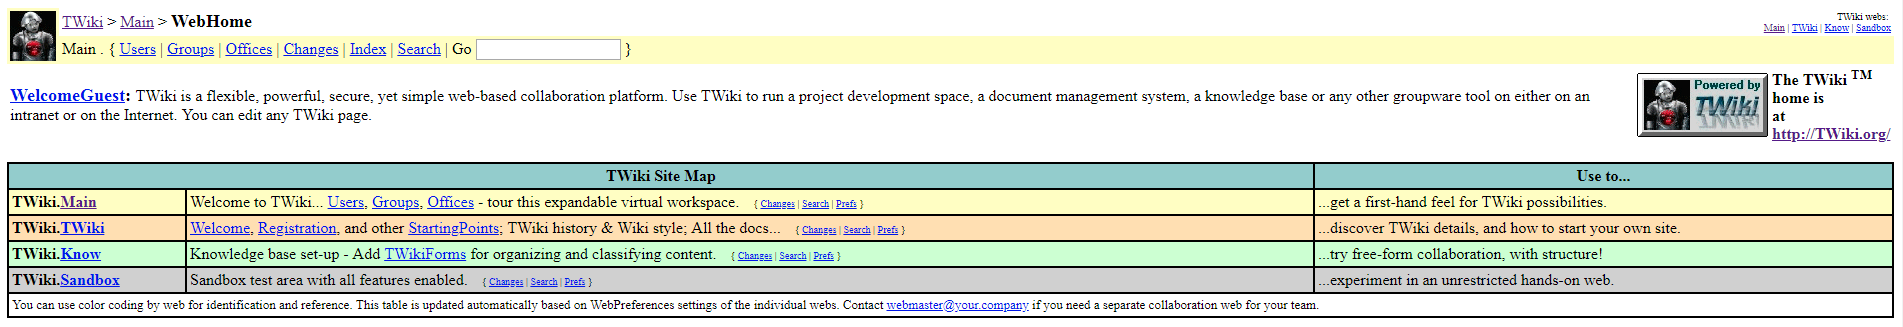 TWiki > Main > WebHome
TWiki webs:
Main | TWiki | Know | Sandbox
Main . { Users | Groups | Offices | Changes | Index | Search | Go }
WelcomeGuest: TWiki is a flexible, powerful, secure, yet simple web-based collaboration platform. Use TWiki to run a project development space, a document management system, a knowledge base or any other groupware tool on either on an
intranet or on the Internet. You can edit any TWiki page.
Powered by
TWiki
The TWiki TM
home is
at
http://TWiki.org/
TWiki Site Map Use to...
TWiki.Main Welcome to TWiki... Users, Groups, Offices - tour this expandable virtual workspace. { Changes | Search | Prefs } ...get a first-hand feel for TWiki possibilities.
TWiki.TWiki Welcome, Registration, and other StartingPoints; TWiki history & Wiki style; All the docs... { Changes | Search | Prefs } ...discover TWiki details, and how to start your own site.
TWiki.Know Knowledge base set-up - Add TWikiForms for organizing and classifying content. { Changes | Search | Prefs } ...try free-form collaboration, with structure!
TWiki.Sandbox Sandbox test area with all features enabled. { Changes | Search | Prefs } ...experiment in an unrestricted hands-on web.
You can use color coding by web for identification and reference. This table is updated automatically based on WebPreferences settings of the individual webs. Contact webmaster@your.company if you need a separate collaboration web for your team.